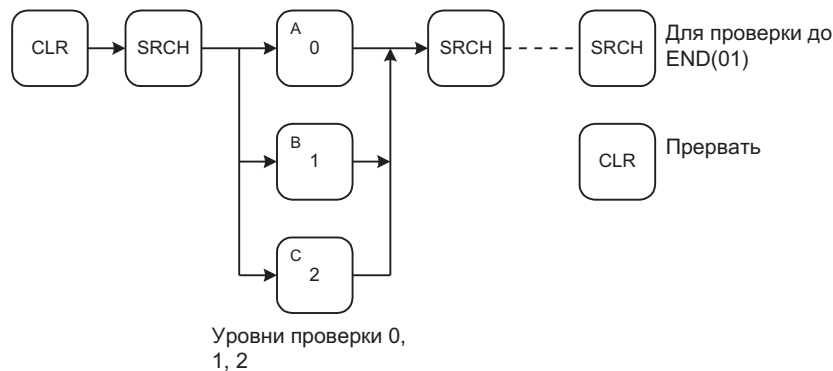 CLR
SRCH
A
0
SRCH
SRCH
Для проверки до
END(01)
B
1
CLR
Прервать
C
2
Уровни проверки 0,
1, 2